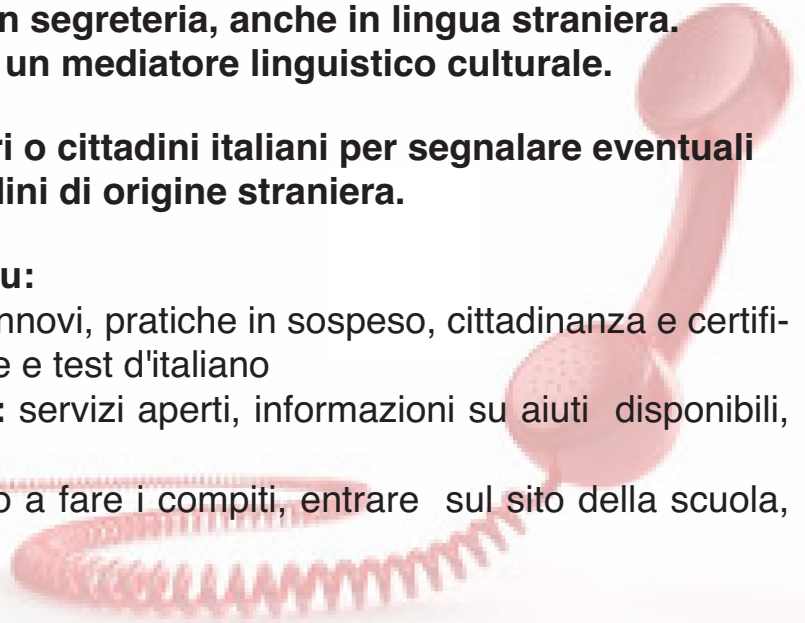 n segreteria, anche in lingua straniera.
un mediatore linguistico culturale.
ri o cittadini italiani per segnalare eventuali
dini di origine straniera.
u:
nnovi, pratiche in sospeso, cittadinanza e certifi-
e e test d'italiano
: servizi aperti, informazioni su aiuti disponibili,
o a fare i compiti, entrare sul sito della scuola,